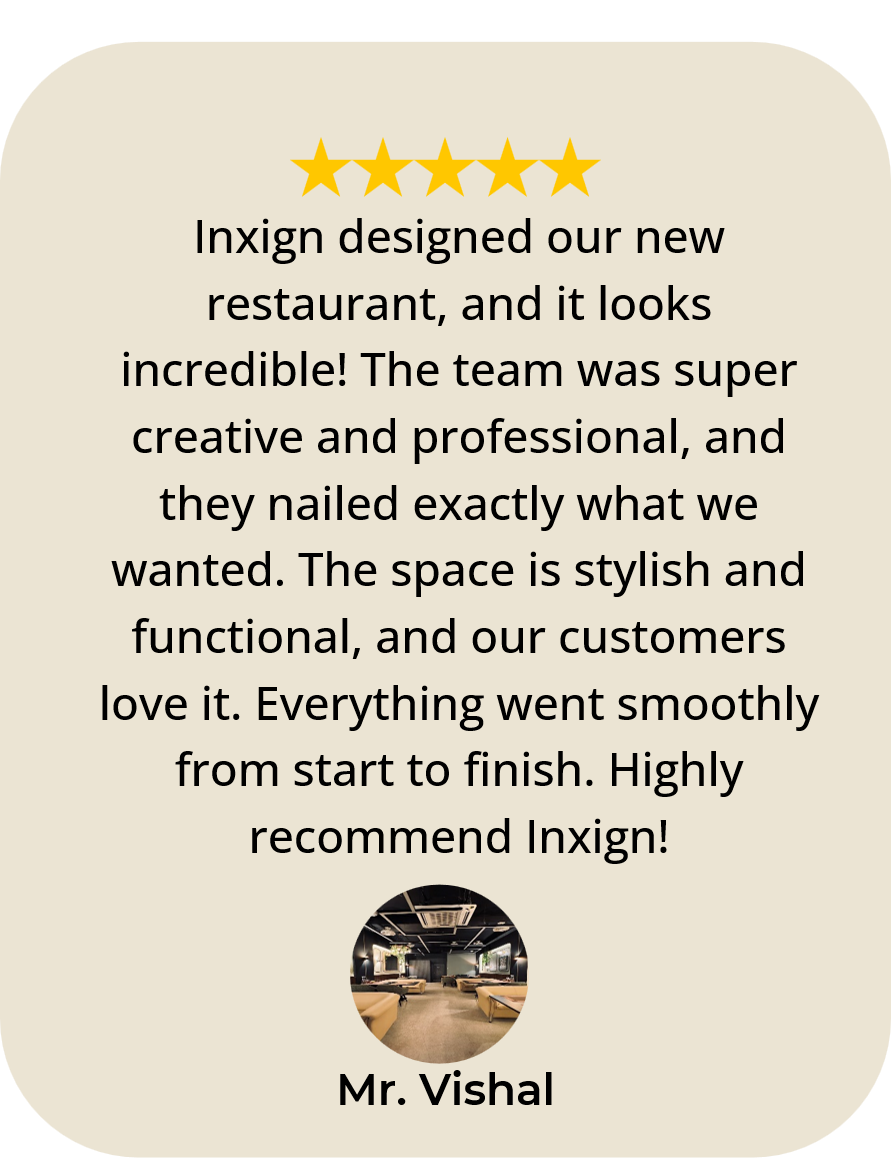 Inxign designed our new
restaurant, and it looks
incredible! The team was super
creative and professional, and
they nailed exactly what we
wanted. The space is stylish and
functional, and our customers
love it. Everything went smoothly
from start to finish. Highly
recommend Inxign!
Mr. Vishal